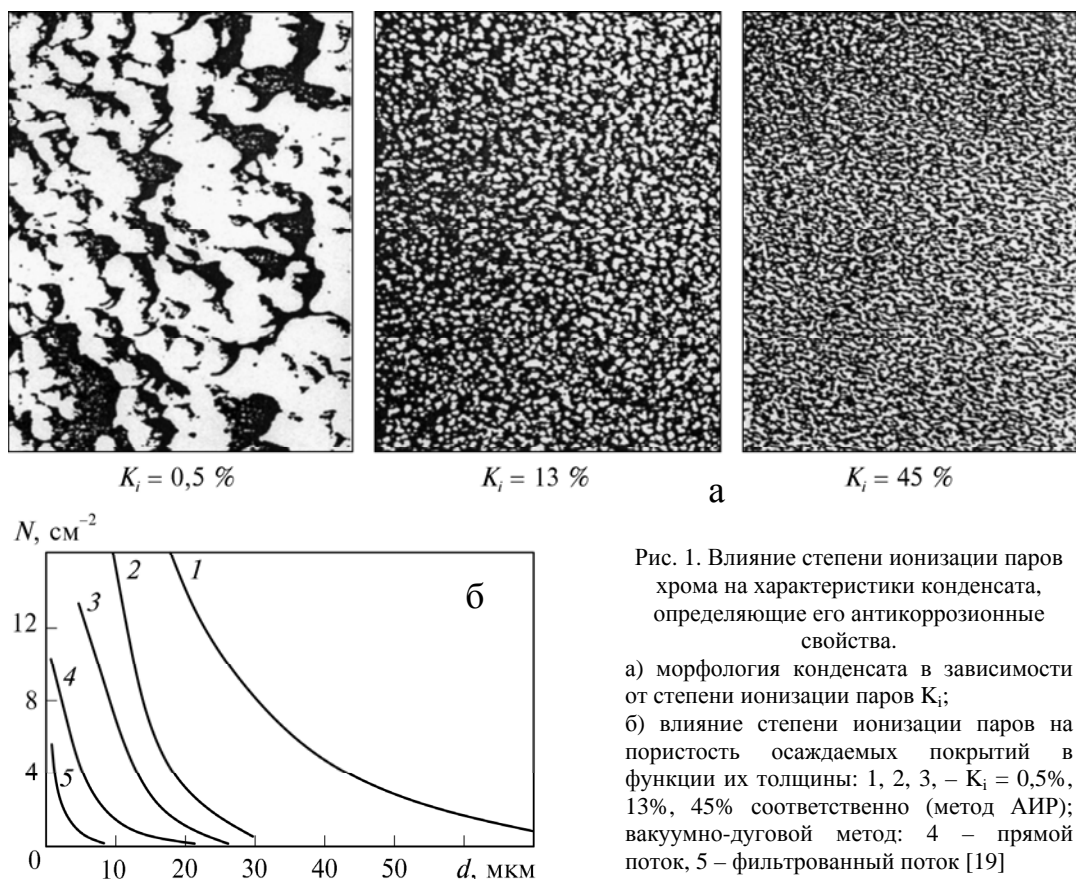 K_i = 0,5 %
K_i = 13 %
K_i = 45 %
а
N, см⁻²
12
8
4
0
10
20
30
40
50
d, мкм
1
2
3
4
5
б
Рис. 1. Влияние степени ионизации паров
хрома на характеристики конденсата,
определяющие его антикоррозионные
свойства.
а) морфология конденсата в зависимости
от степени ионизации паров K_i;
б) влияние степени ионизации паров на
пористость осаждаемых покрытий в
функции их толщины: 1, 2, 3, – K_i = 0,5%,
13%, 45% соответственно (метод АИР);
вакуумно-дуговой метод: 4 – прямой
поток, 5 – фильтрованный поток [19]